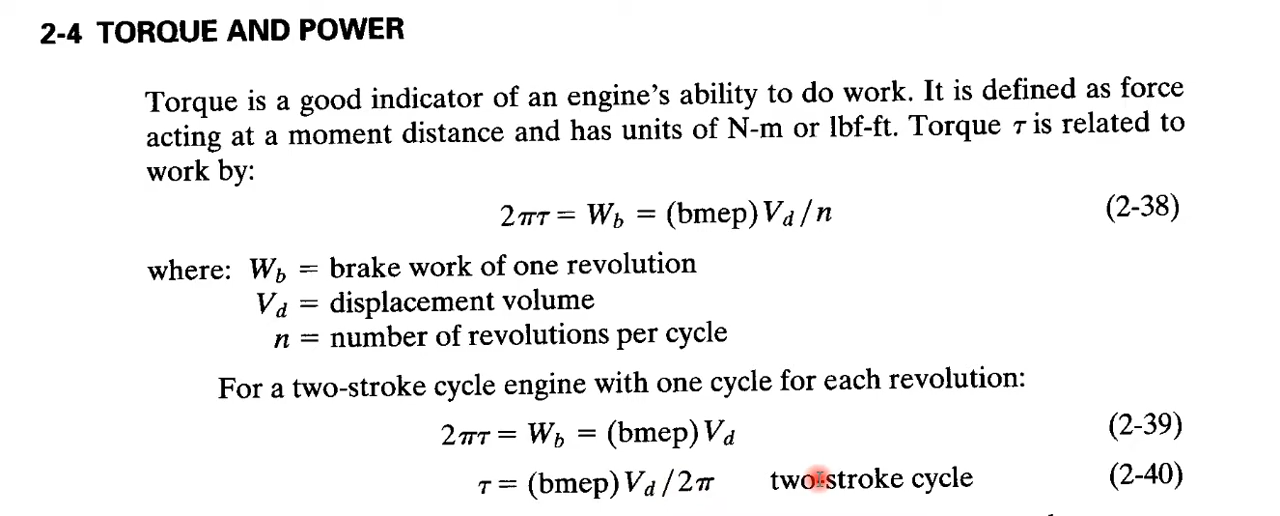 2-4 TORQUE AND POWER
Torque is a good indicator of an engine's ability to do work. It is defined as force
acting at a moment distance and has units of N-m or lbf-ft. Torque τ is related to
work by:
2πτ = W_b = (bmep) V_d / n (2-38)
where: W_b = brake work of one revolution
V_d = displacement volume
n = number of revolutions per cycle
For a two-stroke cycle engine with one cycle for each revolution:
2πτ = W_b = (bmep) V_d (2-39)
τ = (bmep) V_d / 2π two-stroke cycle (2-40)